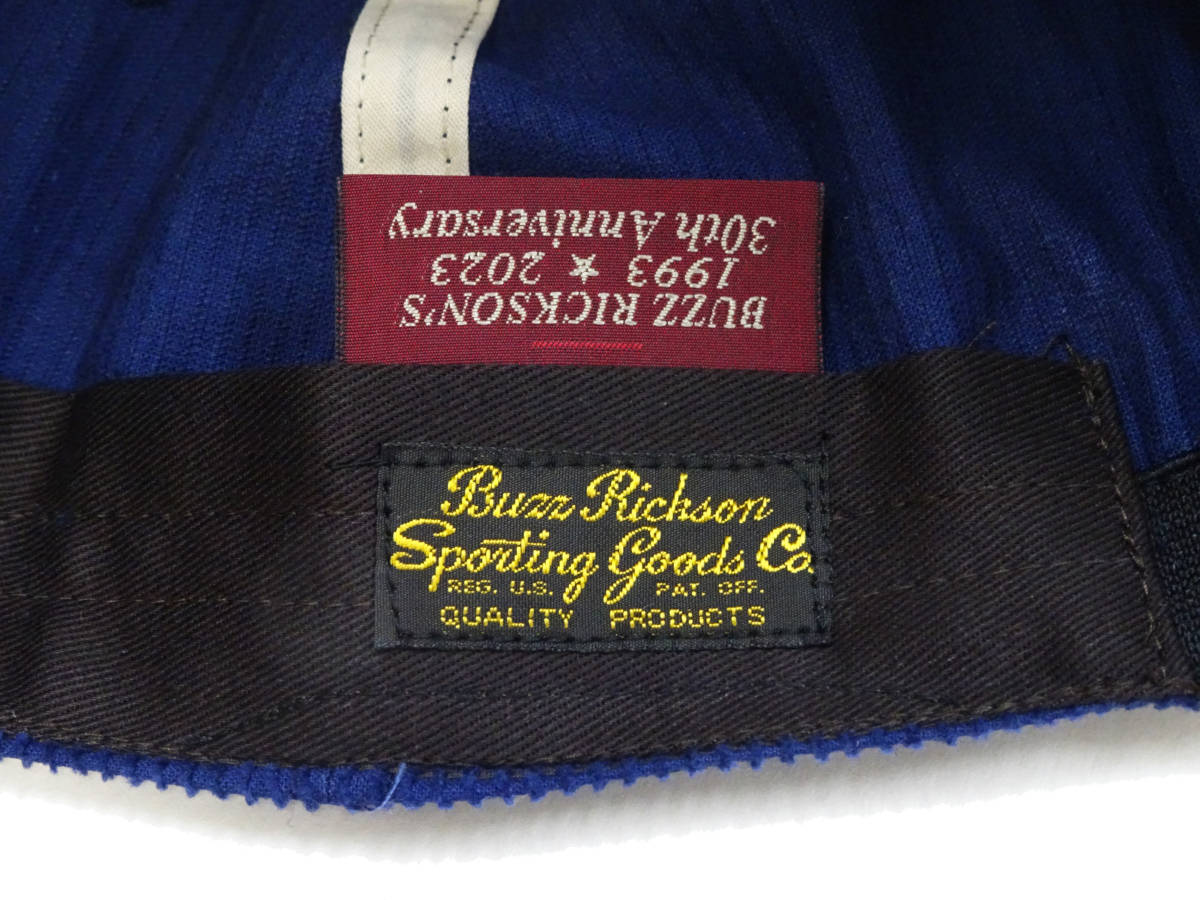 BUZZ RICKSON'S
1993 ★ 2023
30th Anniversary
Buzz Rickson
Sporting Goods Co.
REG. U.S. PAT. OFF.
QUALITY PRODUCTS